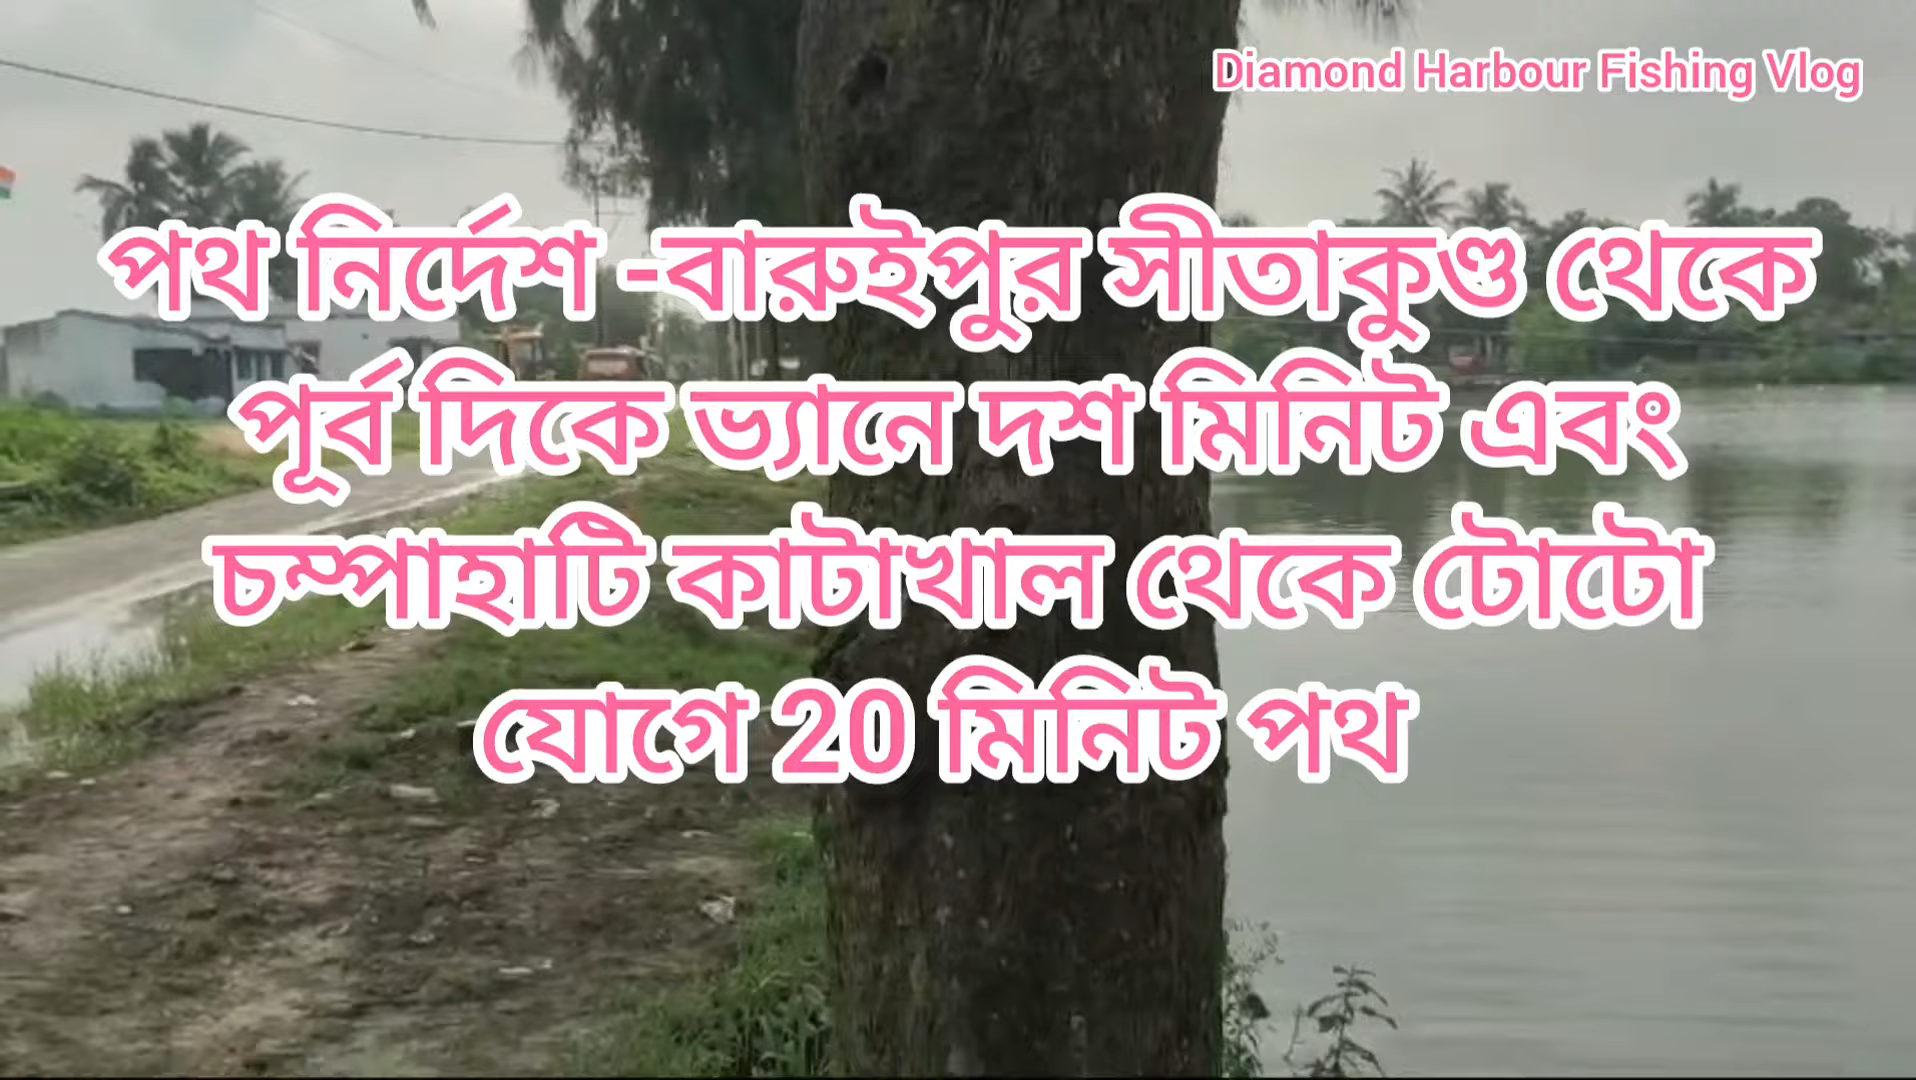 Diamond Harbour Fishing Vlog
পথ নির্দেশ -বারুইপুর সীতাকুণ্ড থেকে
পূর্ব দিকে ভ্যানে দশ মিনিট এবং
চম্পাহাটি কাটাখাল থেকে টোটো
যোগে 20 মিনিট পথ